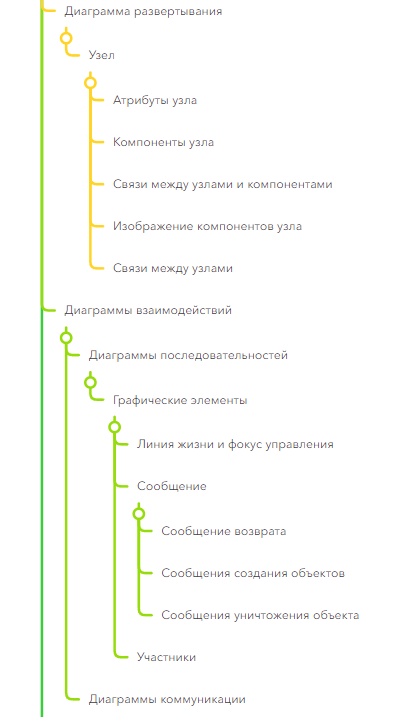 Диаграмма развертывания
Узел
Атрибуты узла
Компоненты узла
Связи между узлами и компонентами
Изображение компонентов узла
Связи между узлами
Диаграммы взаимодействий
Диаграммы последовательностей
Графические элементы
Линия жизни и фокус управления
Сообщение
Сообщение возврата
Сообщения создания объектов
Сообщения уничтожения объекта
Участники
Диаграммы коммуникации